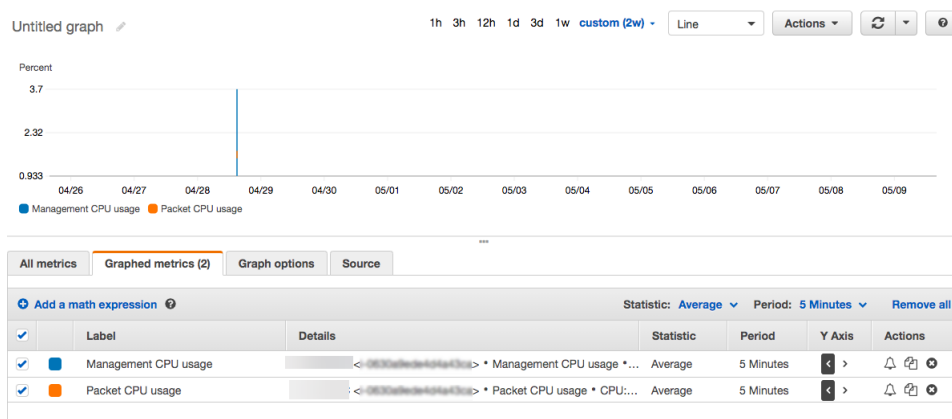 Untitled graph
1h 3h 12h 1d 3d 1w custom (2w) Line Actions
Percent
3.7
2.32
0.933
04/26 04/27 04/28 04/29 04/30 05/01 05/02 05/03 05/04 05/05 05/06 05/07 05/08 05/09
Management CPU usage Packet CPU usage
All metrics Graphed metrics (2) Graph options Source
Add a math expression ? Statistic: Average Period: 5 Minutes Remove all
Label Details Statistic Period Y Axis Actions
Management CPU usage < > • Management CPU usage •... Average 5 Minutes < >
Packet CPU usage < > • Packet CPU usage • CPU:... Average 5 Minutes < >